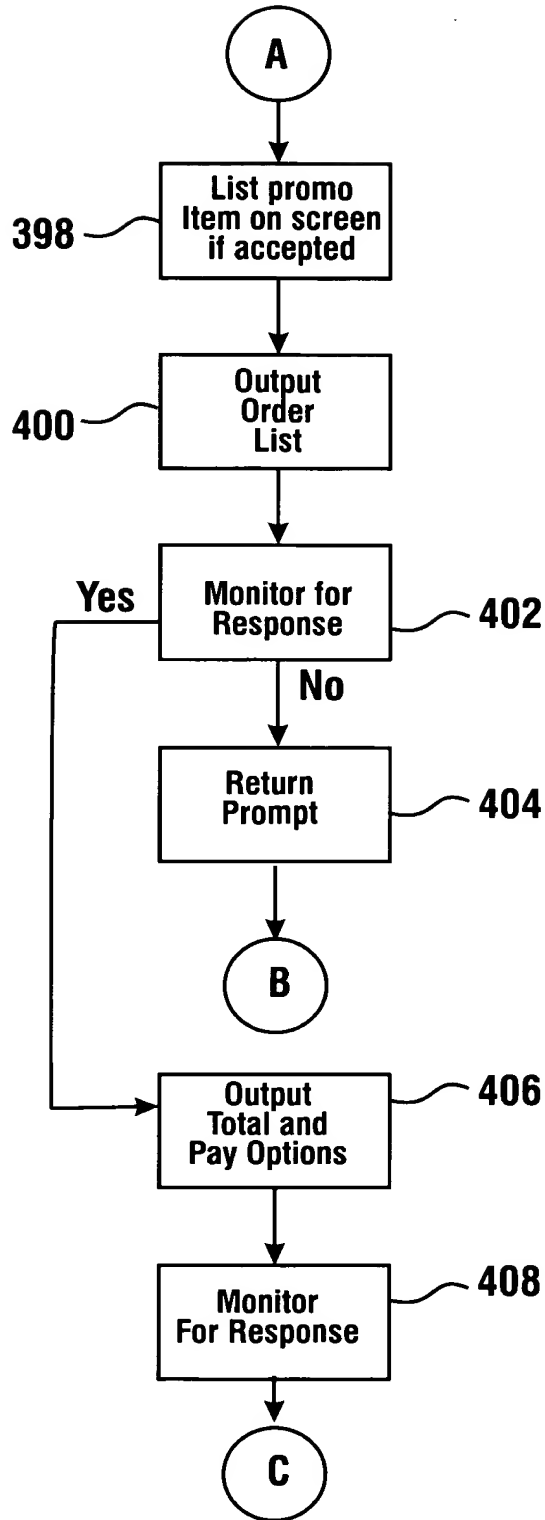 A
List promo
Item on screen
if accepted
398
Output
Order
List
400
Yes
Monitor for
Response
402
No
Return
Prompt
404
B
Output
Total and
Pay Options
406
Monitor
For Response
408
C